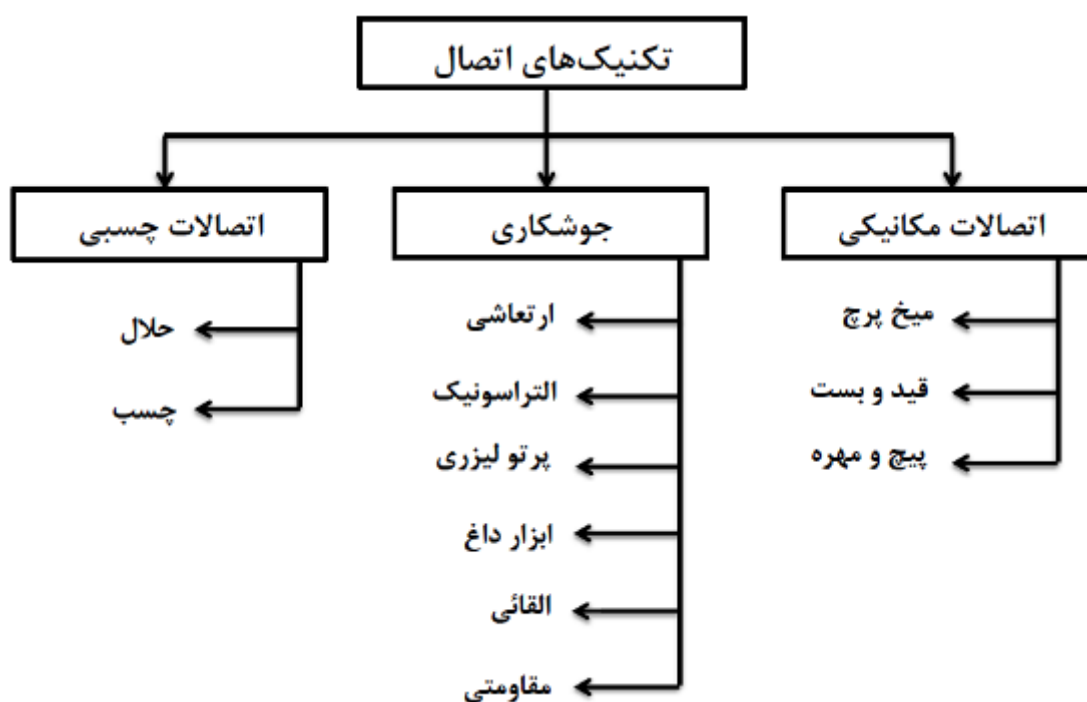 تکنیک‌های اتصال
اتصالات مکانیکی
میخ پرچ
قید و بست
پیچ و مهره
جوشکاری
ارتعاشی
التراسونیک
پرتو لیزری
ابزار داغ
القائی
مقاومتی
اتصالات چسبی
حلال
چسب